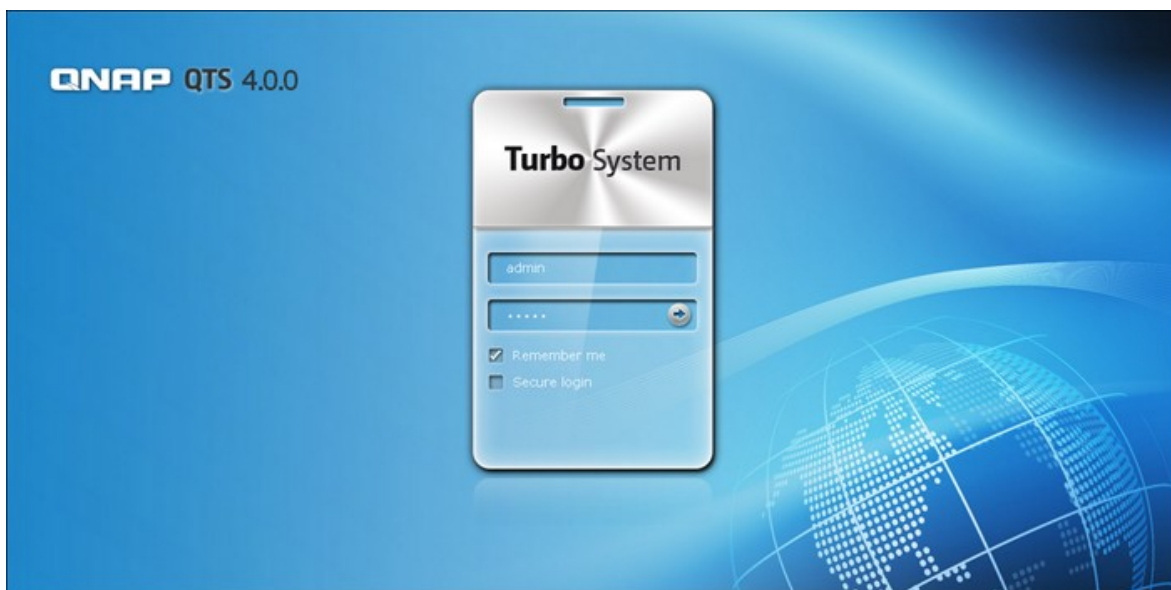 QNAP QTS 4.0.0
Turbo System
admin
•••••
Remember me
Secure login